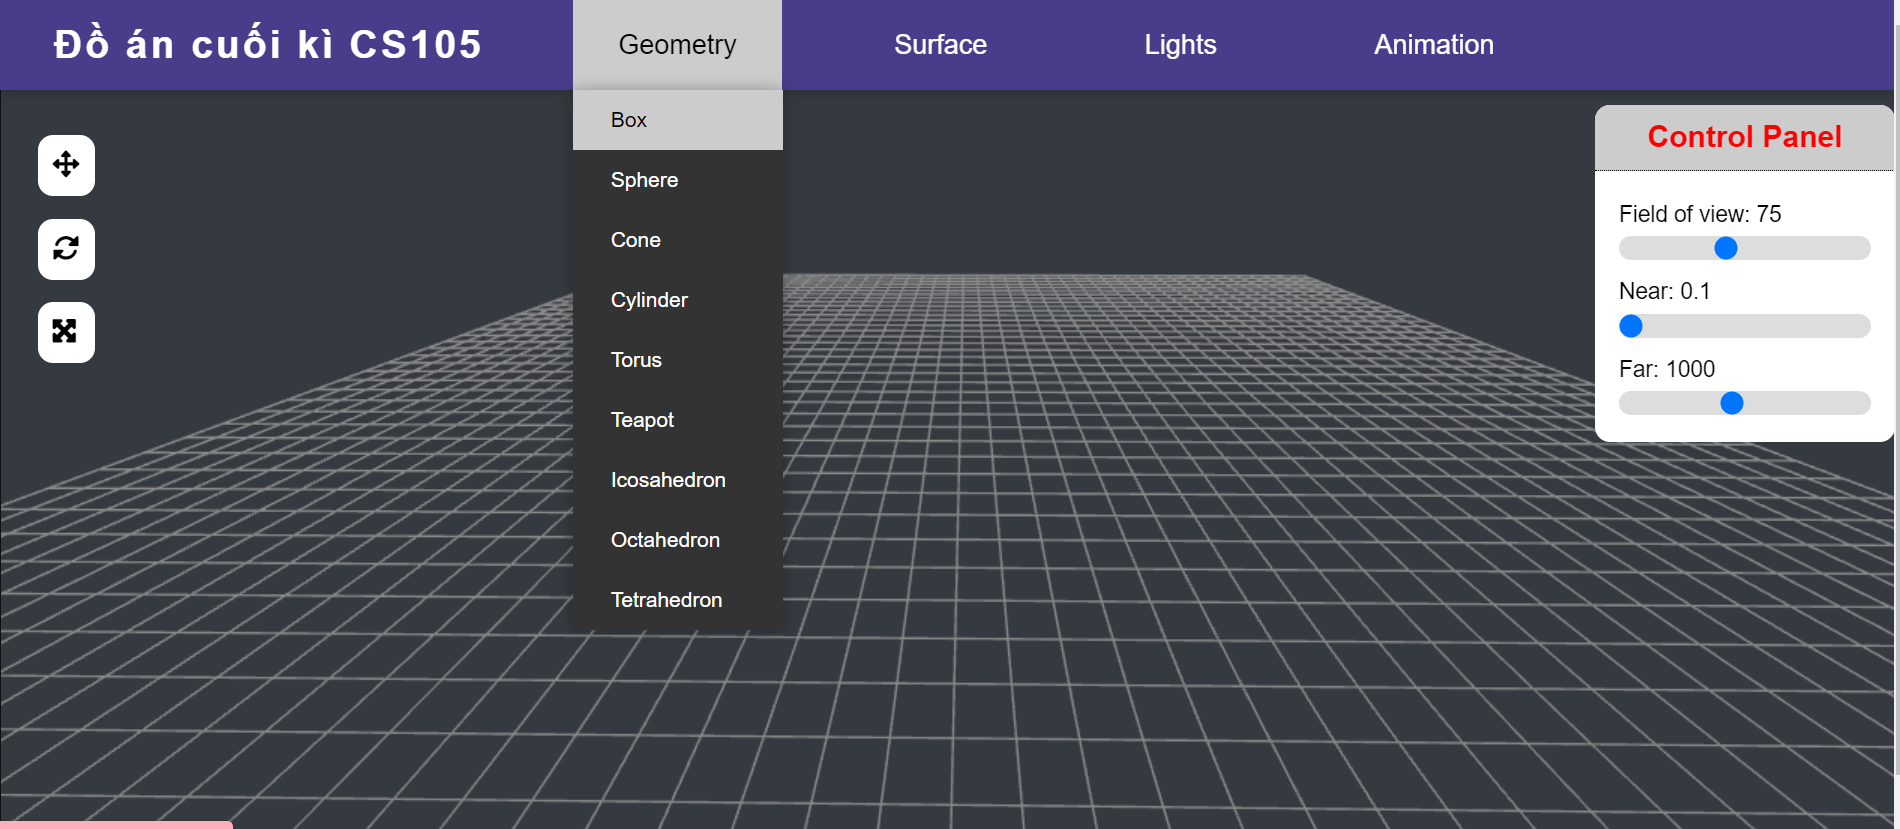 Đồ án cuối kì CS105
Geometry
Surface
Lights
Animation
Box
Sphere
Cone
Cylinder
Torus
Teapot
Icosahedron
Octahedron
Tetrahedron
Control Panel
Field of view: 75
Near: 0.1
Far: 1000